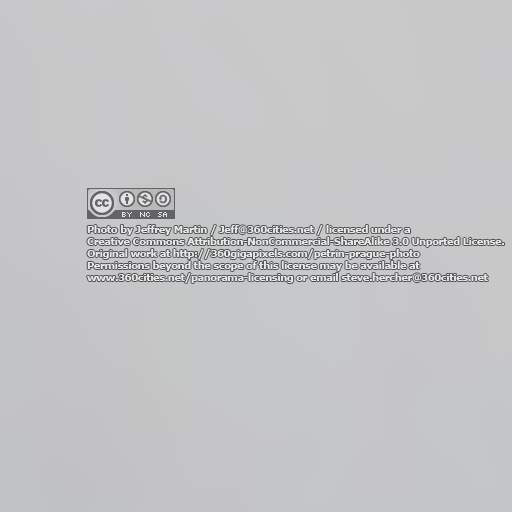 cc BY NC SA
Photo by Jeffrey Martin / Jeff@360cities.net / licensed under a
Creative Commons Attribution-NonCommercial-ShareAlike 3.0 Unported License.
Original work at http://360gigapixels.com/petrin-prague-photo
Permissions beyond the scope of this license may be available at
www.360cities.net/panorama-licensing or email steve.hercher@360cities.net